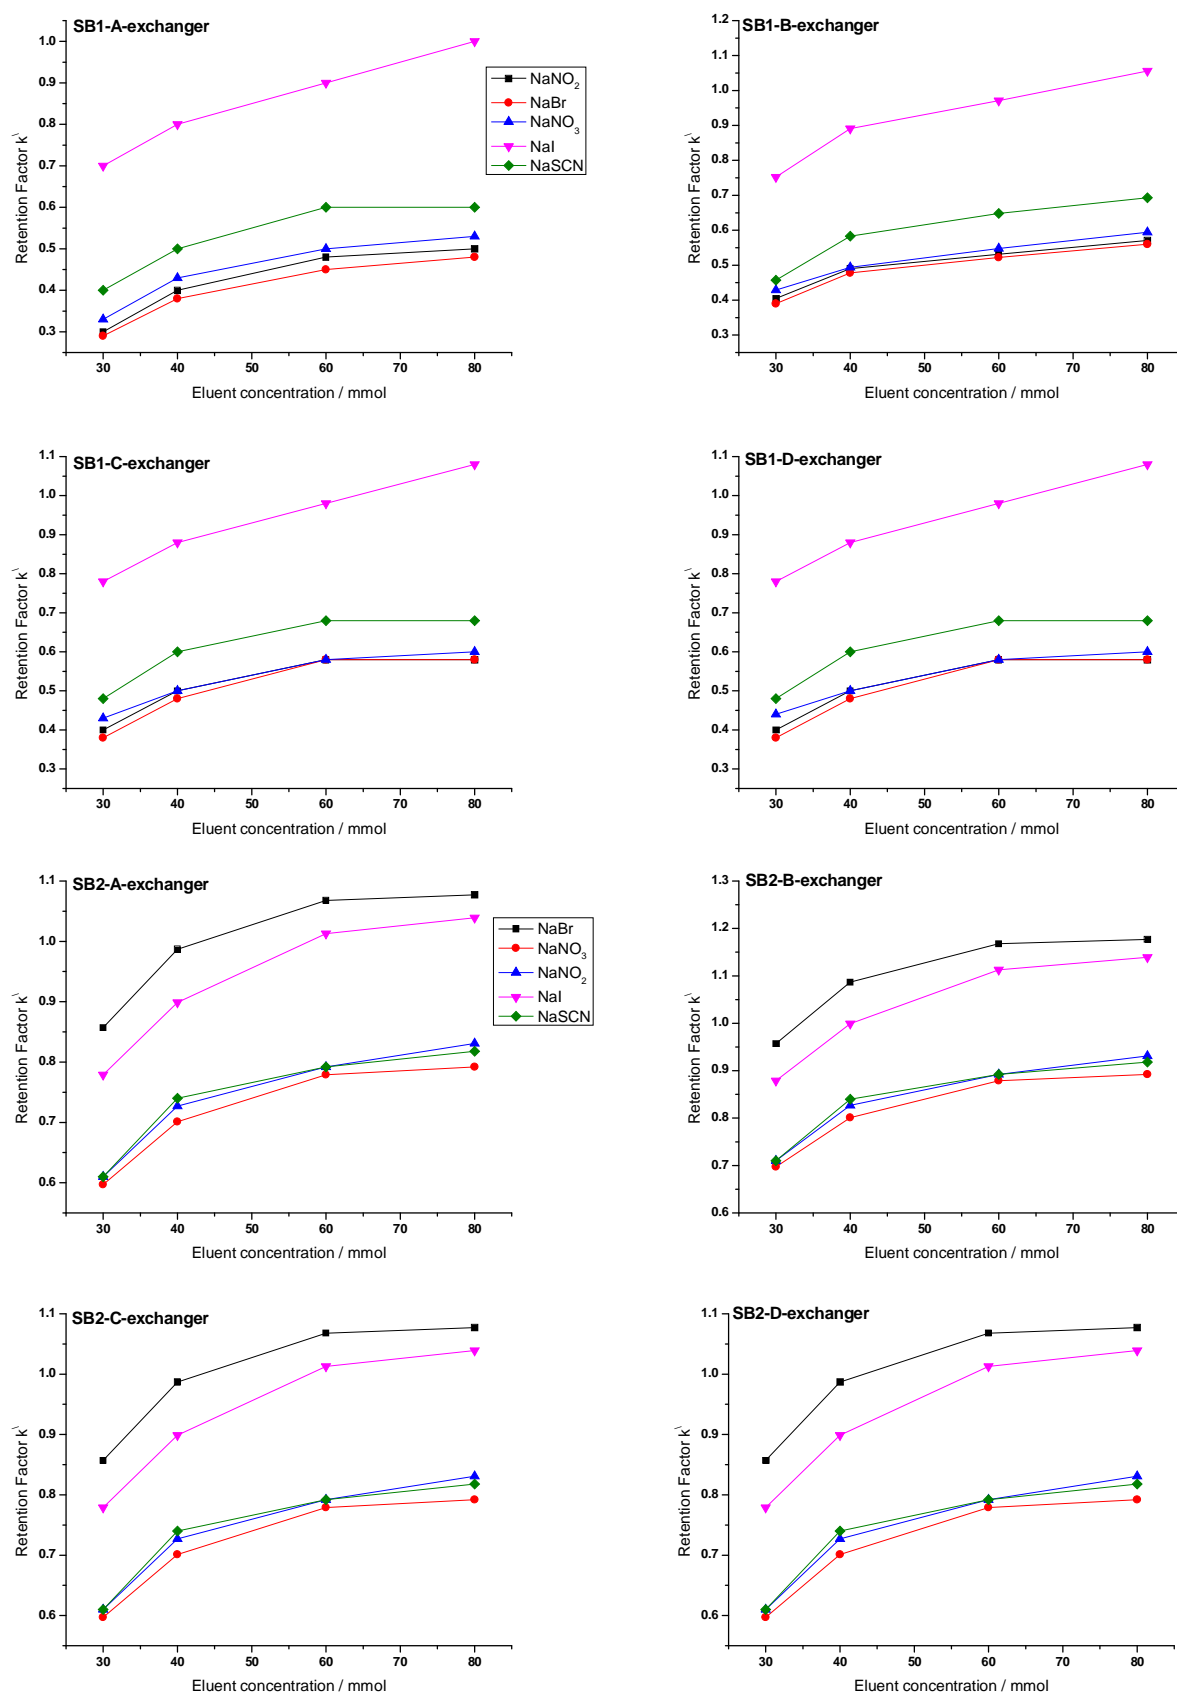 SB1-A-exchanger
1.0
0.9
0.8
0.7
0.6
0.5
0.4
0.3
30 40 50 60 70 80
Retention Factor k\
Eluent concentration / mmol
NaNO2
NaBr
NaNO3
NaI
NaSCN
SB1-B-exchanger
1.2
1.1
1.0
0.9
0.8
0.7
0.6
0.5
0.4
0.3
30 40 50 60 70 80
Retention Factor k\
Eluent concentration / mmol
SB1-C-exchanger
1.1
1.0
0.9
0.8
0.7
0.6
0.5
0.4
0.3
30 40 50 60 70 80
Retention Factor k\
Eluent concentration / mmol
SB1-D-exchanger
1.1
1.0
0.9
0.8
0.7
0.6
0.5
0.4
0.3
30 40 50 60 70 80
Retention Factor k\
Eluent concentration / mmol
SB2-A-exchanger
1.1
1.0
0.9
0.8
0.7
0.6
30 40 50 60 70 80
Retention Factor k\
Eluent concentration / mmol
NaBr
NaNO3
NaNO2
NaI
NaSCN
SB2-B-exchanger
1.3
1.2
1.1
1.0
0.9
0.8
0.7
0.6
30 40 50 60 70 80
Retention Factor k\
Eluent concentration / mmol
SB2-C-exchanger
1.1
1.0
0.9
0.8
0.7
0.6
30 40 50 60 70 80
Retention Factor k\
Eluent concentration / mmol
SB2-D-exchanger
1.1
1.0
0.9
0.8
0.7
0.6
30 40 50 60 70 80
Retention Factor k\
Eluent concentration / mmol